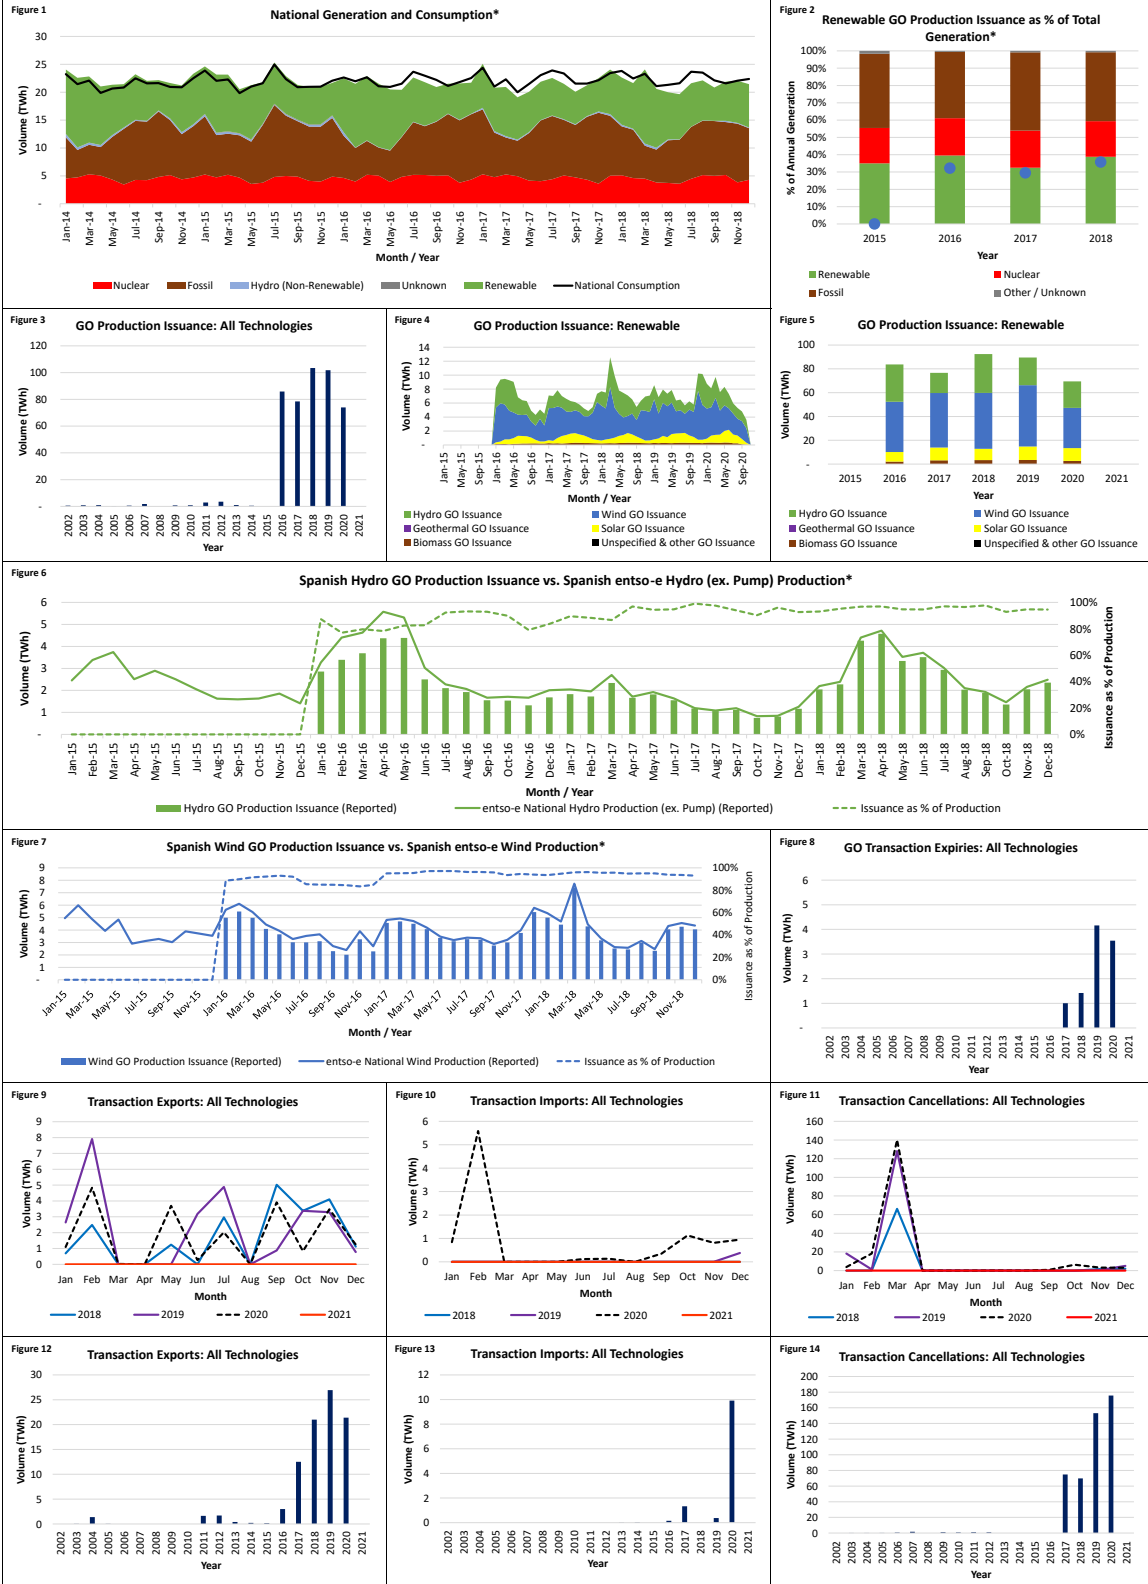 Figure 1
National Generation and Consumption*
Volume (TWh)
30
25
20
15
10
5
-
Jan-14 Mar-14 May-14 Jul-14 Sep-14 Nov-14 Jan-15 Mar-15 May-15 Jul-15 Sep-15 Nov-15 Jan-16 Mar-16 May-16 Jul-16 Sep-16 Nov-16 Jan-17 Mar-17 May-17 Jul-17 Sep-17 Nov-17 Jan-18 Mar-18 May-18 Jul-18 Sep-18 Nov-18
Month / Year
Nuclear Fossil Hydro (Non-Renewable) Unknown Renewable National Consumption
Figure 2
Renewable GO Production Issuance as % of Total
Generation*
% of Annual Generation
100%
90%
80%
70%
60%
50%
40%
30%
20%
10%
0%
2015 2016 2017 2018
Year
Renewable Nuclear
Fossil Other / Unknown
Figure 3
GO Production Issuance: All Technologies
Volume (TWh)
120
100
80
60
40
20
-
2002 2003 2004 2005 2006 2007 2008 2009 2010 2011 2012 2013 2014 2015 2016 2017 2018 2019 2020 2021
Year
Figure 4
GO Production Issuance: Renewable
Volume (TWh)
14
12
10
8
6
4
2
-
Jan-15 May-15 Sep-15 Jan-16 May-16 Sep-16 Jan-17 May-17 Sep-17 Jan-18 May-18 Sep-18 Jan-19 May-19 Sep-19 Jan-20 May-20 Sep-20
Month / Year
Hydro GO Issuance Wind GO Issuance
Geothermal GO Issuance Solar GO Issuance
Biomass GO Issuance Unspecified & other GO Issuance
Figure 5
GO Production Issuance: Renewable
Volume (TWh)
100
80
60
40
20
-
2015 2016 2017 2018 2019 2020 2021
Year
Hydro GO Issuance Wind GO Issuance
Geothermal GO Issuance Solar GO Issuance
Biomass GO Issuance Unspecified & other GO Issuance
Figure 6
Spanish Hydro GO Production Issuance vs. Spanish entso-e Hydro (ex. Pump) Production*
Volume (TWh)
6
5
4
3
2
1
-
100%
80%
60%
40%
20%
0%
Issuance as % of Production
Jan-15 Feb-15 Mar-15 Apr-15 May-15 Jun-15 Jul-15 Aug-15 Sep-15 Oct-15 Nov-15 Dec-15 Jan-16 Feb-16 Mar-16 Apr-16 May-16 Jun-16 Jul-16 Aug-16 Sep-16 Oct-16 Nov-16 Dec-16 Jan-17 Feb-17 Mar-17 Apr-17 May-17 Jun-17 Jul-17 Aug-17 Sep-17 Oct-17 Nov-17 Dec-17 Jan-18 Feb-18 Mar-18 Apr-18 May-18 Jun-18 Jul-18 Aug-18 Sep-18 Oct-18 Nov-18 Dec-18
Month / Year
Hydro GO Production Issuance (Reported) entso-e National Hydro Production (ex. Pump) (Reported) Issuance as % of Production
Figure 7
Spanish Wind GO Production Issuance vs. Spanish entso-e Wind Production*
Volume (TWh)
9
8
7
6
5
4
3
2
1
-
100%
80%
60%
40%
20%
0%
Issuance as % of Production
Jan-15 Mar-15 May-15 Jul-15 Sep-15 Nov-15 Jan-16 Mar-16 May-16 Jul-16 Sep-16 Nov-16 Jan-17 Mar-17 May-17 Jul-17 Sep-17 Nov-17 Jan-18 Mar-18 May-18 Jul-18 Sep-18 Nov-18
Month / Year
Wind GO Production Issuance (Reported) entso-e National Wind Production (Reported) Issuance as % of Production
Figure 8
GO Transaction Expiries: All Technologies
Volume (TWh)
6
5
4
3
2
1
-
2002 2003 2004 2005 2006 2007 2008 2009 2010 2011 2012 2013 2014 2015 2016 2017 2018 2019 2020 2021
Year
Figure 9
Transaction Exports: All Technologies
Volume (TWh)
9
8
7
6
5
4
3
2
1
0
Jan Feb Mar Apr May Jun Jul Aug Sep Oct Nov Dec
Month
2018 2019 2020 2021
Figure 10
Transaction Imports: All Technologies
Volume (TWh)
6
5
4
3
2
1
0
Jan Feb Mar Apr May Jun Jul Aug Sep Oct Nov Dec
Month
2018 2019 2020 2021
Figure 11
Transaction Cancellations: All Technologies
Volume (TWh)
160
140
120
100
80
60
40
20
0
Jan Feb Mar Apr May Jun Jul Aug Sep Oct Nov Dec
Month
2018 2019 2020 2021
Figure 12
Transaction Exports: All Technologies
Volume (TWh)
30
25
20
15
10
5
0
2002 2003 2004 2005 2006 2007 2008 2009 2010 2011 2012 2013 2014 2015 2016 2017 2018 2019 2020 2021
Year
Figure 13
Transaction Imports: All Technologies
Volume (TWh)
12
10
8
6
4
2
0
2002 2003 2004 2005 2006 2007 2008 2009 2010 2011 2012 2013 2014 2015 2016 2017 2018 2019 2020 2021
Year
Figure 14
Transaction Cancellations: All Technologies
Volume (TWh)
200
180
160
140
120
100
80
60
40
20
0
2002 2003 2004 2005 2006 2007 2008 2009 2010 2011 2012 2013 2014 2015 2016 2017 2018 2019 2020 2021
Year